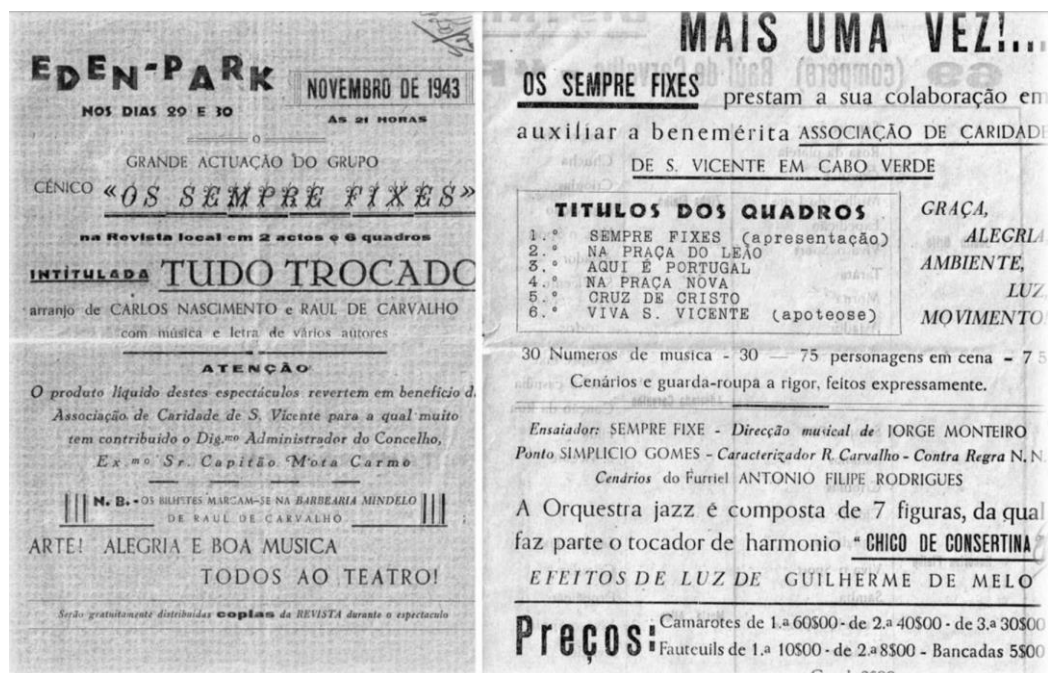 EDEN-PARK
NOVEMBRO DE 1943
NOS DIAS 29 E 30
ÀS 21 HORAS
O
GRANDE ACTUAÇÃO DO GRUPO
CÉNICO «OS SEMPRE FIXES»
na Revista local em 2 actos e 6 quadros
INTITULADA TUDO TROCADO
arranjo de CARLOS NASCIMENTO e RAUL DE CARVALHO
com música e letra de vários autores
ATENÇÃO
O produto líquido destes espectáculos revertem em benefício d
Associação de Caridade de S. Vicente para a qual muito
tem contribuído o Dig.mo Administrador do Concelho,
Ex.mo Sr. Capitão Mota Carmo
N. B. - OS BILHETES MARCAM-SE NA BARBEARIA MINDELO
DE RAUL DE CARVALHO
ARTE! ALEGRIA E BOA MUSICA
TODOS AO TEATRO!
Serão gratuitamente distribuidas coplas da REVISTA durante o espectaculo
MAIS UMA VEZ!...
OS SEMPRE FIXES prestam a sua colaboração em
auxiliar a benemérita ASSOCIAÇÃO DE CARIDADE
DE S. VICENTE EM CABO VERDE
TITULOS DOS QUADROS
1.º SEMPRE FIXES (apresentação)
2.º NA PRAÇA DO LEÃO
3.º AQUI É PORTUGAL
4.º NA PRAÇA NOVA
5.º CRUZ DE CRISTO
6.º VIVA S. VICENTE (apoteose)
GRAÇA,
ALEGRIA
AMBIENTE,
LUZ,
MOVIMENTO!
30 Numeros de musica - 30 — 75 personagens em cena - 75
Cenários e guarda-roupa a rigor, feitos expressamente.
Ensaiador: SEMPRE FIXE - Direcção musical de JORGE MONTEIRO
Ponto SIMPLICIO GOMES - Caracterizador R. Carvalho - Contra Regra N. N.
Cenários do Furriel ANTONIO FILIPE RODRIGUES
A Orquestra jazz é composta de 7 figuras, da qual
faz parte o tocador de harmonio "CHICO DE CONSERTINA
EFEITOS DE LUZ DE GUILHERME DE MELO
Preços: Camarotes de 1.ª 60$00 - de 2.ª 40$00 - de 3.ª 30$00
Fauteuils de 1.ª 10$00 - de 2.ª 8$00 - Bancadas 5$00